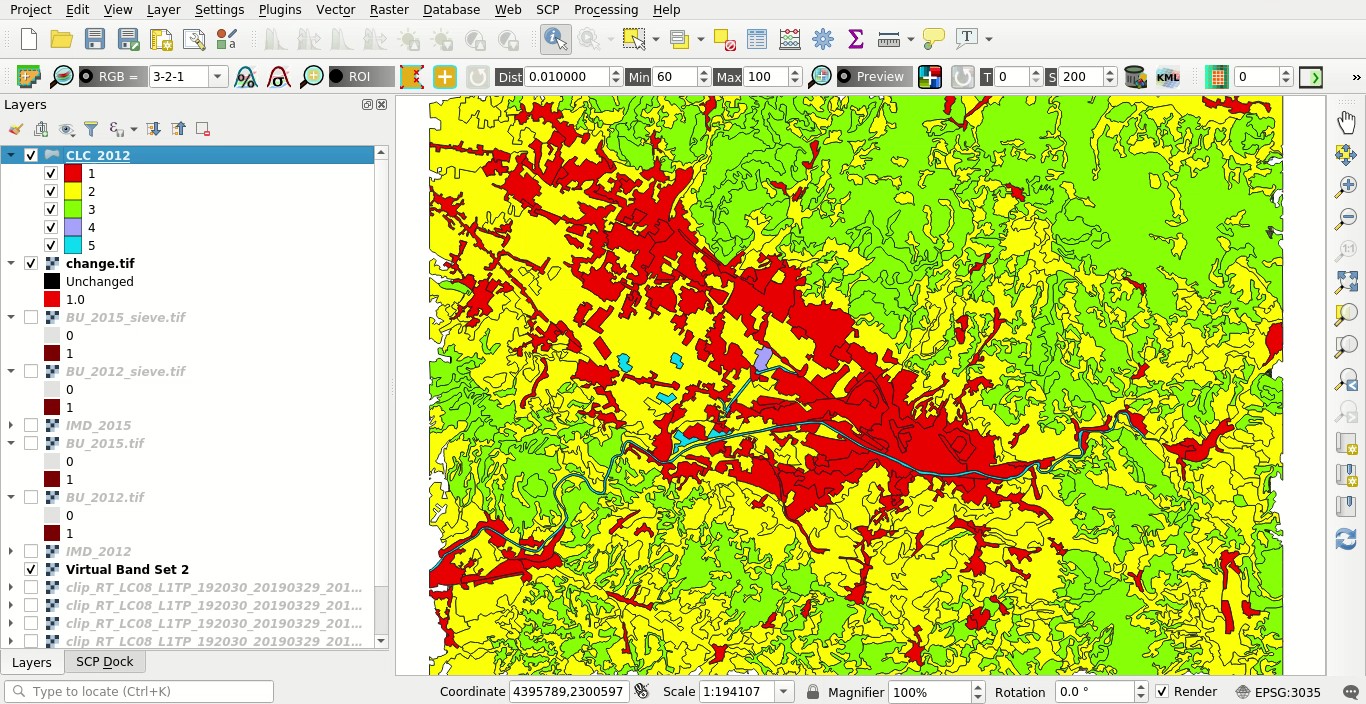 Project Edit View Layer Settings Plugins Vector Raster Database Web SCP Processing Help
RGB = 3-2-1 ROI Dist 0.010000 Min 60 Max 100 Preview T 0 S 200 KML 0 »
Layers
CLC_2012
1
2
3
4
5
change.tif
Unchanged
1.0
BU_2015_sieve.tif
0
1
BU_2012_sieve.tif
0
1
IMD_2015
BU_2015.tif
0
1
BU_2012.tif
0
1
IMD_2012
Virtual Band Set 2
clip_RT_LC08_L1TP_192030_20190329_201...
clip_RT_LC08_L1TP_192030_20190329_201...
clip_RT_LC08_L1TP_192030_20190329_201...
clip_RT_LC08_L1TP_192030_20190329_201...
Layers SCP Dock
Type to locate (Ctrl+K) Coordinate 4395789,2300597 Scale 1:194107 Magnifier 100% Rotation 0.0 ° Render EPSG:3035